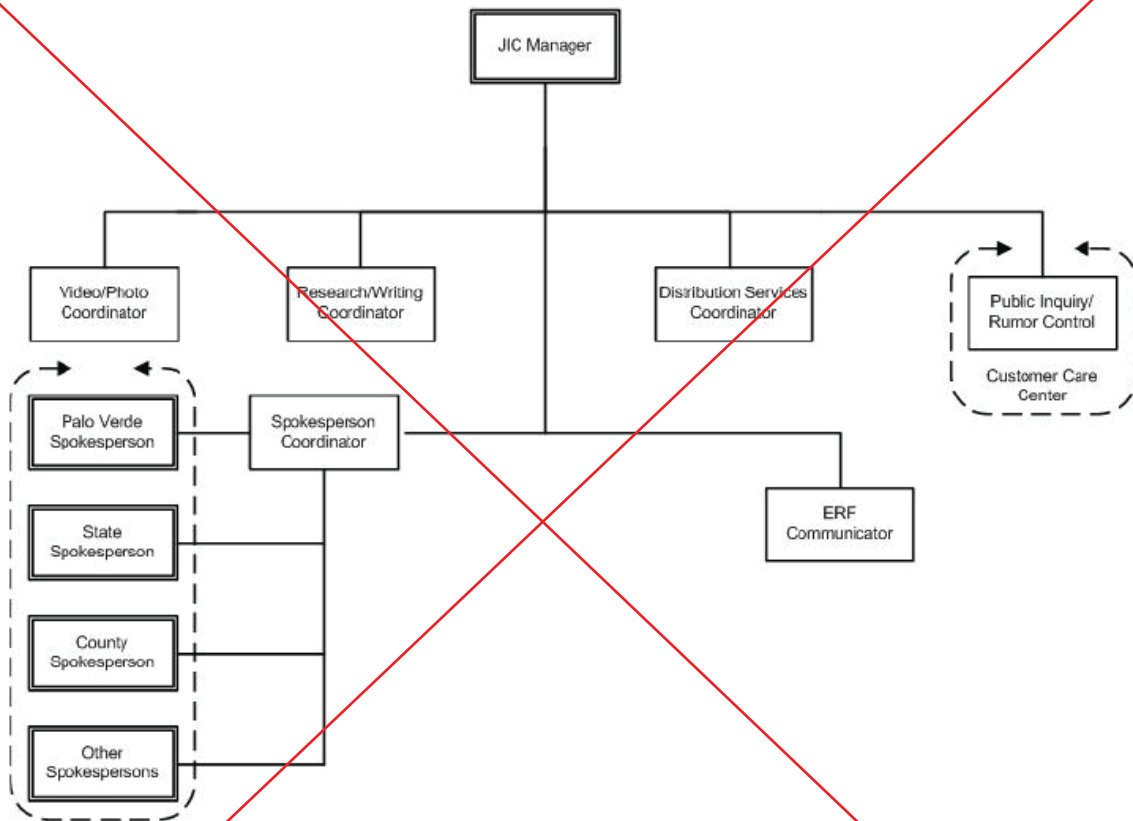 JIC Manager
Video/Photo
Coordinator
Research/Writing
Coordinator
Distribution Services
Coordinator
Public Inquiry/
Rumor Control
Customer Care
Center
Palo Verde
Spokesperson
Spokesperson
Coordinator
State
Spokesperson
ERF
Communicator
County
Spokesperson
Other
Spokespersons